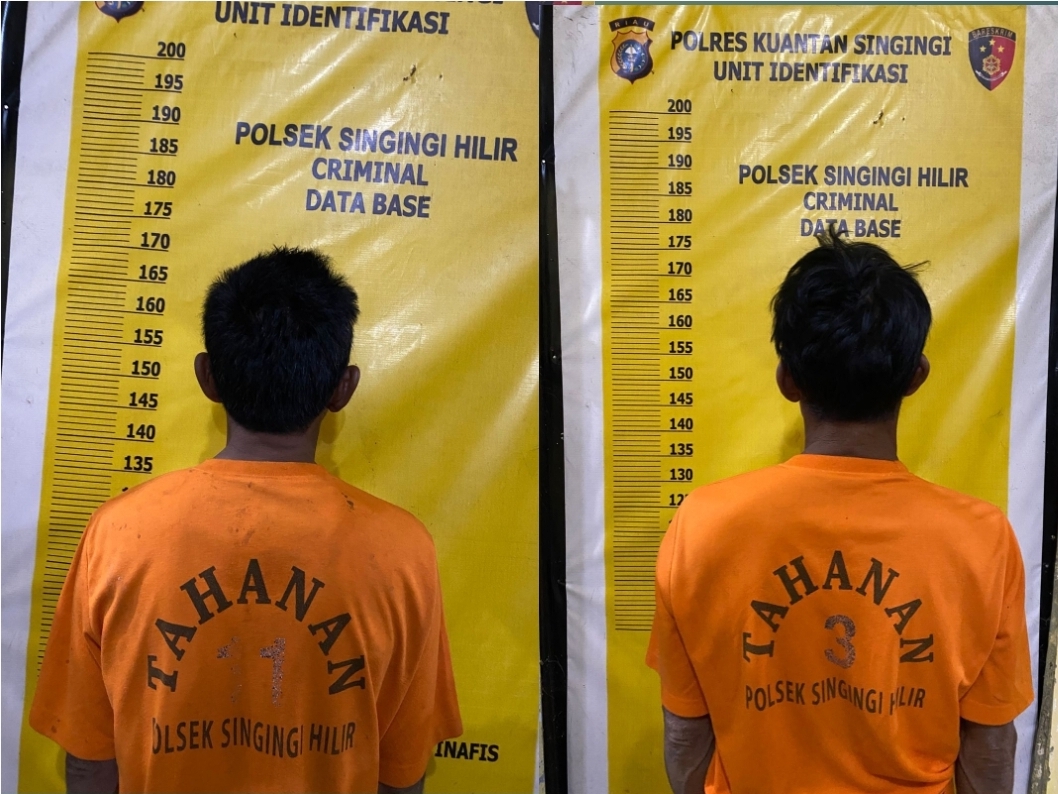 UNIT IDENTIFIKASI
200
195
190
185
180
175
170
165
160
155
150
145
140
135
POLSEK SINGINGI HILIR
CRIMINAL
DATA BASE
TAHANAN
11
POLSEK SINGINGI HILIR
INAFIS
RIAU
POLRES KUANTAN SINGINGI
UNIT IDENTIFIKASI
200
195
190
185
180
175
170
165
160
155
150
145
140
135
130
POLSEK SINGINGI HILIR
CRIMINAL
DATA BASE
TAHANAN
3
POLSEK SINGINGI HILIR